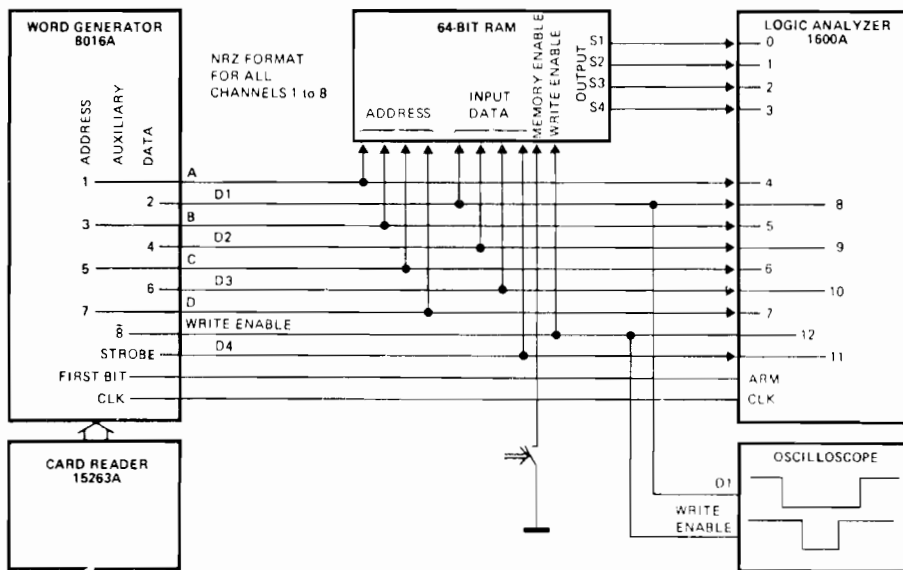 WORD GENERATOR
8016A
ADDRESS
AUXILIARY
DATA
1
2
3
4
5
6
7
8
STROBE
FIRST BIT
CLK
NRZ FORMAT
FOR ALL
CHANNELS 1 to 8
A
D1
B
D2
C
D3
D
WRITE ENABLE
D4
64-BIT RAM
ADDRESS
INPUT
DATA
MEMORY ENABLE
WRITE ENABLE
OUTPUT
S1
S2
S3
S4
LOGIC ANALYZER
1600A
0
1
2
3
4
8
5
9
6
10
7
12
11
ARM
CLK
CARD READER
15263A
OSCILLOSCOPE
D1
WRITE
ENABLE